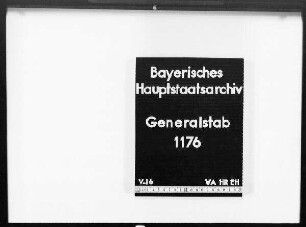 Bayerisches
Hauptstaatsarchiv
Generalstab
1176